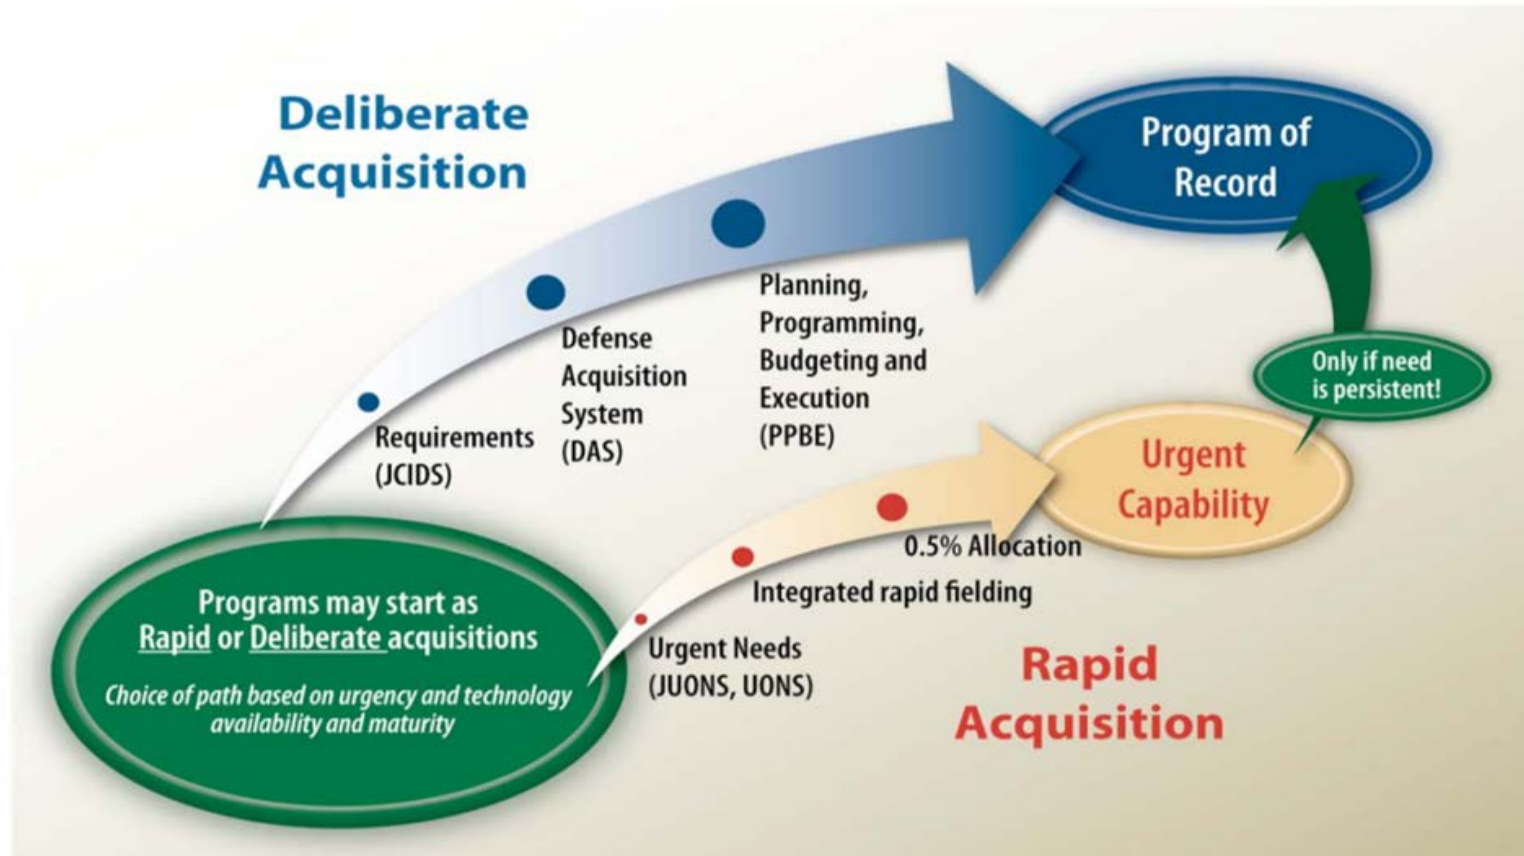 Deliberate
Acquisition
Program of
Record
Planning,
Programming,
Budgeting and
Execution
(PPBE)
Defense
Acquisition
System
(DAS)
Requirements
(JCIDS)
Only if need
is persistent!
Urgent
Capability
0.5% Allocation
Integrated rapid fielding
Urgent Needs
(JUONS, UONS)
Programs may start as
Rapid or Deliberate acquisitions
Choice of path based on urgency and technology
availability and maturity
Rapid
Acquisition